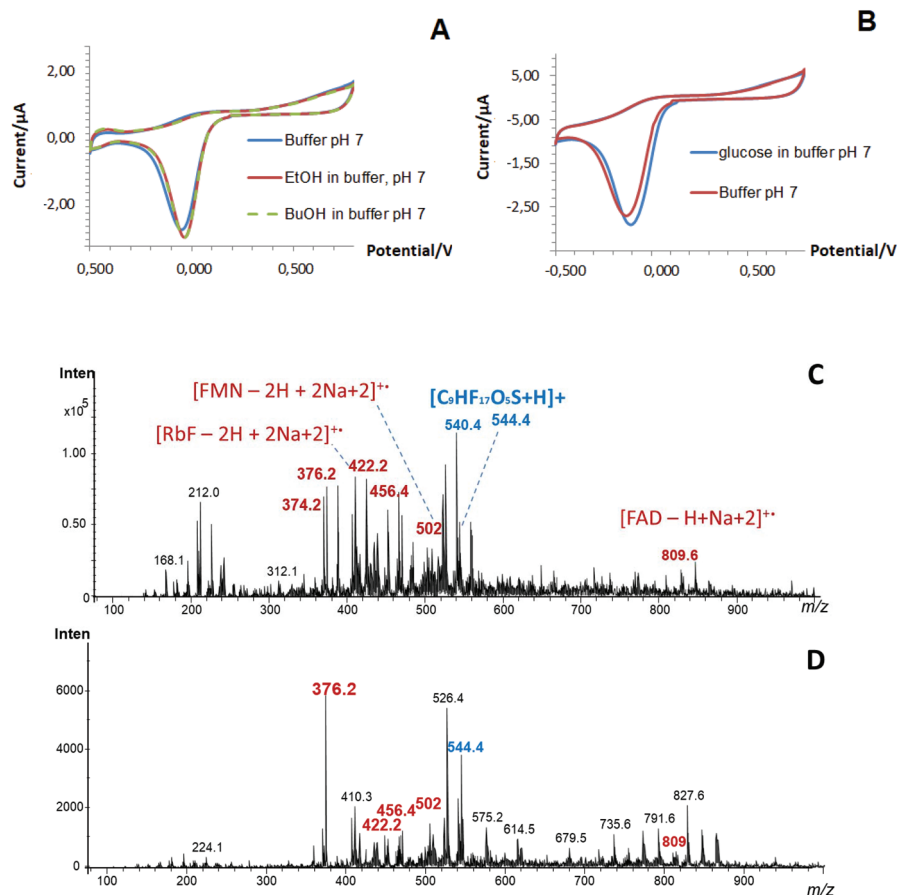 A
Current/μA
2,00
0,00
-2,00
Buffer pH 7
EtOH in buffer, pH 7
BuOH in buffer pH 7
0,500 0,000 0,500
Potential/V
B
Current/μA
5,00
-5,00
-1,50
-2,50
glucose in buffer pH 7
Buffer pH 7
-0,500 0,000 0,500
Potential/V
C
Inten
x10⁵
1.00
0.50
0.00
[FMN – 2H + 2Na+2]⁺•
[RbF – 2H + 2Na+2]⁺•
[C₉HF₁₇O₅S+H]+
544.4
540.4
422.2
376.2
374.2
456.4
502
212.0
168.1
312.1
[FAD – H+Na+2]⁺•
809.6
100 200 300 400 500 600 700 800 900 m/z
D
Inten
6000
4000
2000
0
376.2
526.4
544.4
410.3
456.4
502
422.2
575.2
614.5
224.1
679.5
735.6
791.6
827.6
809
100 200 300 400 500 600 700 800 900
m/z